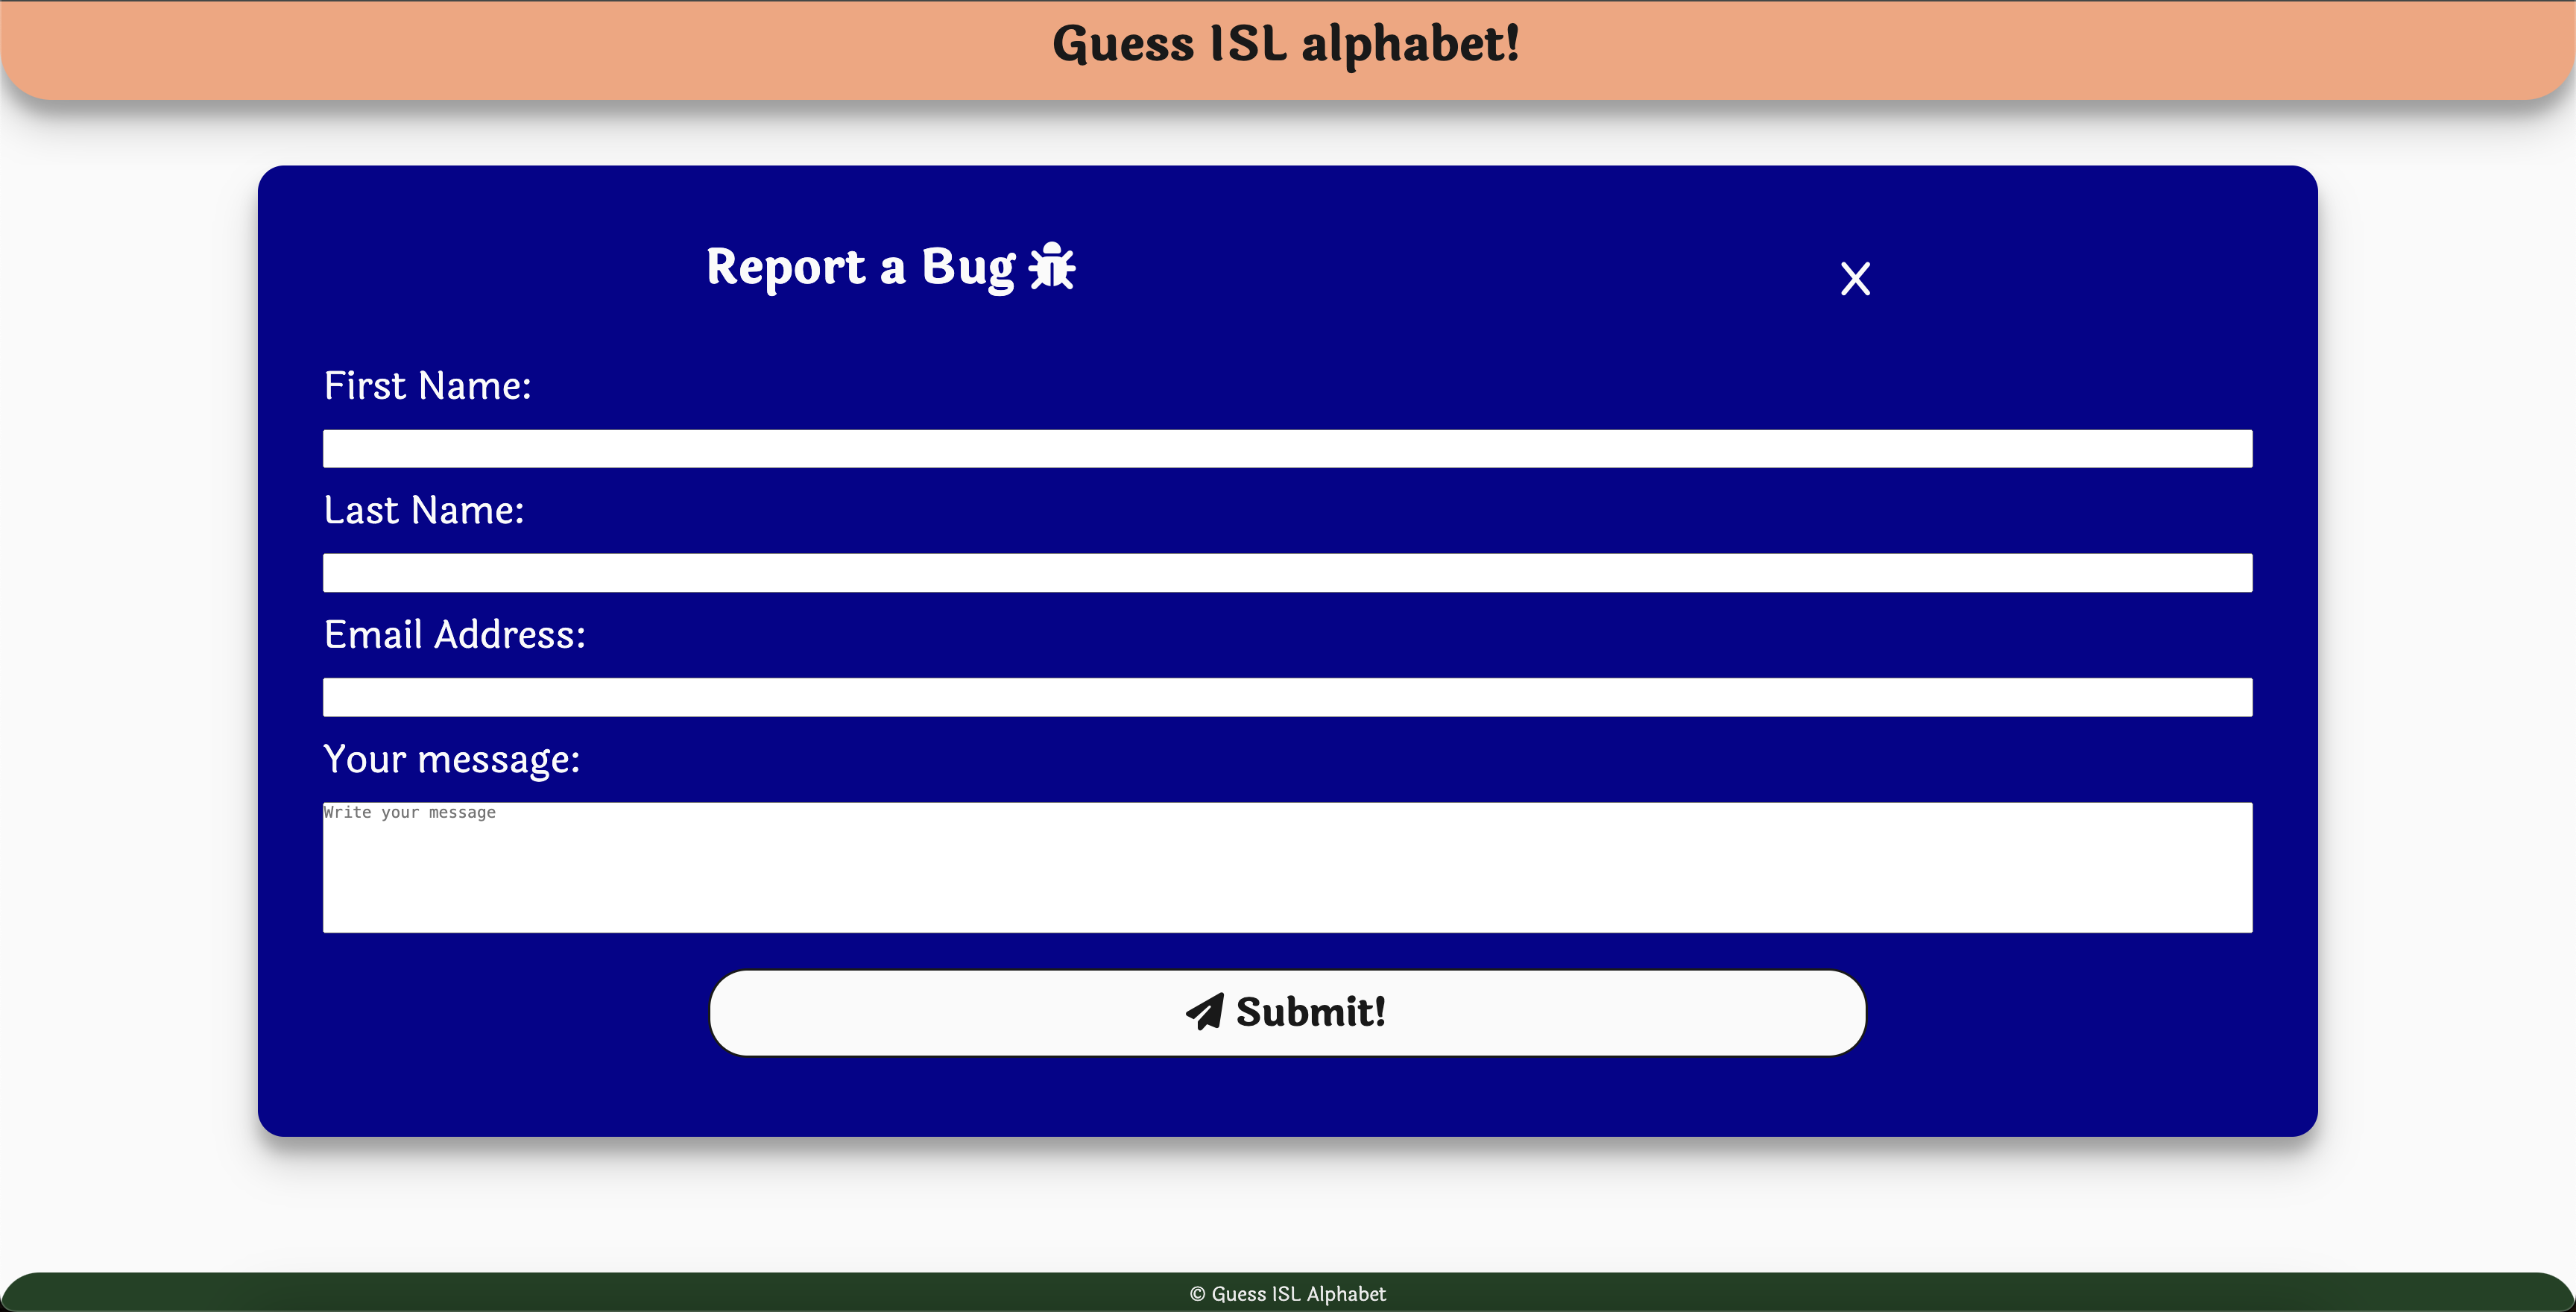 Guess ISL alphabet!
Report a Bug
X
First Name:
Last Name:
Email Address:
Your message:
Write your message
Submit!
© Guess ISL Alphabet